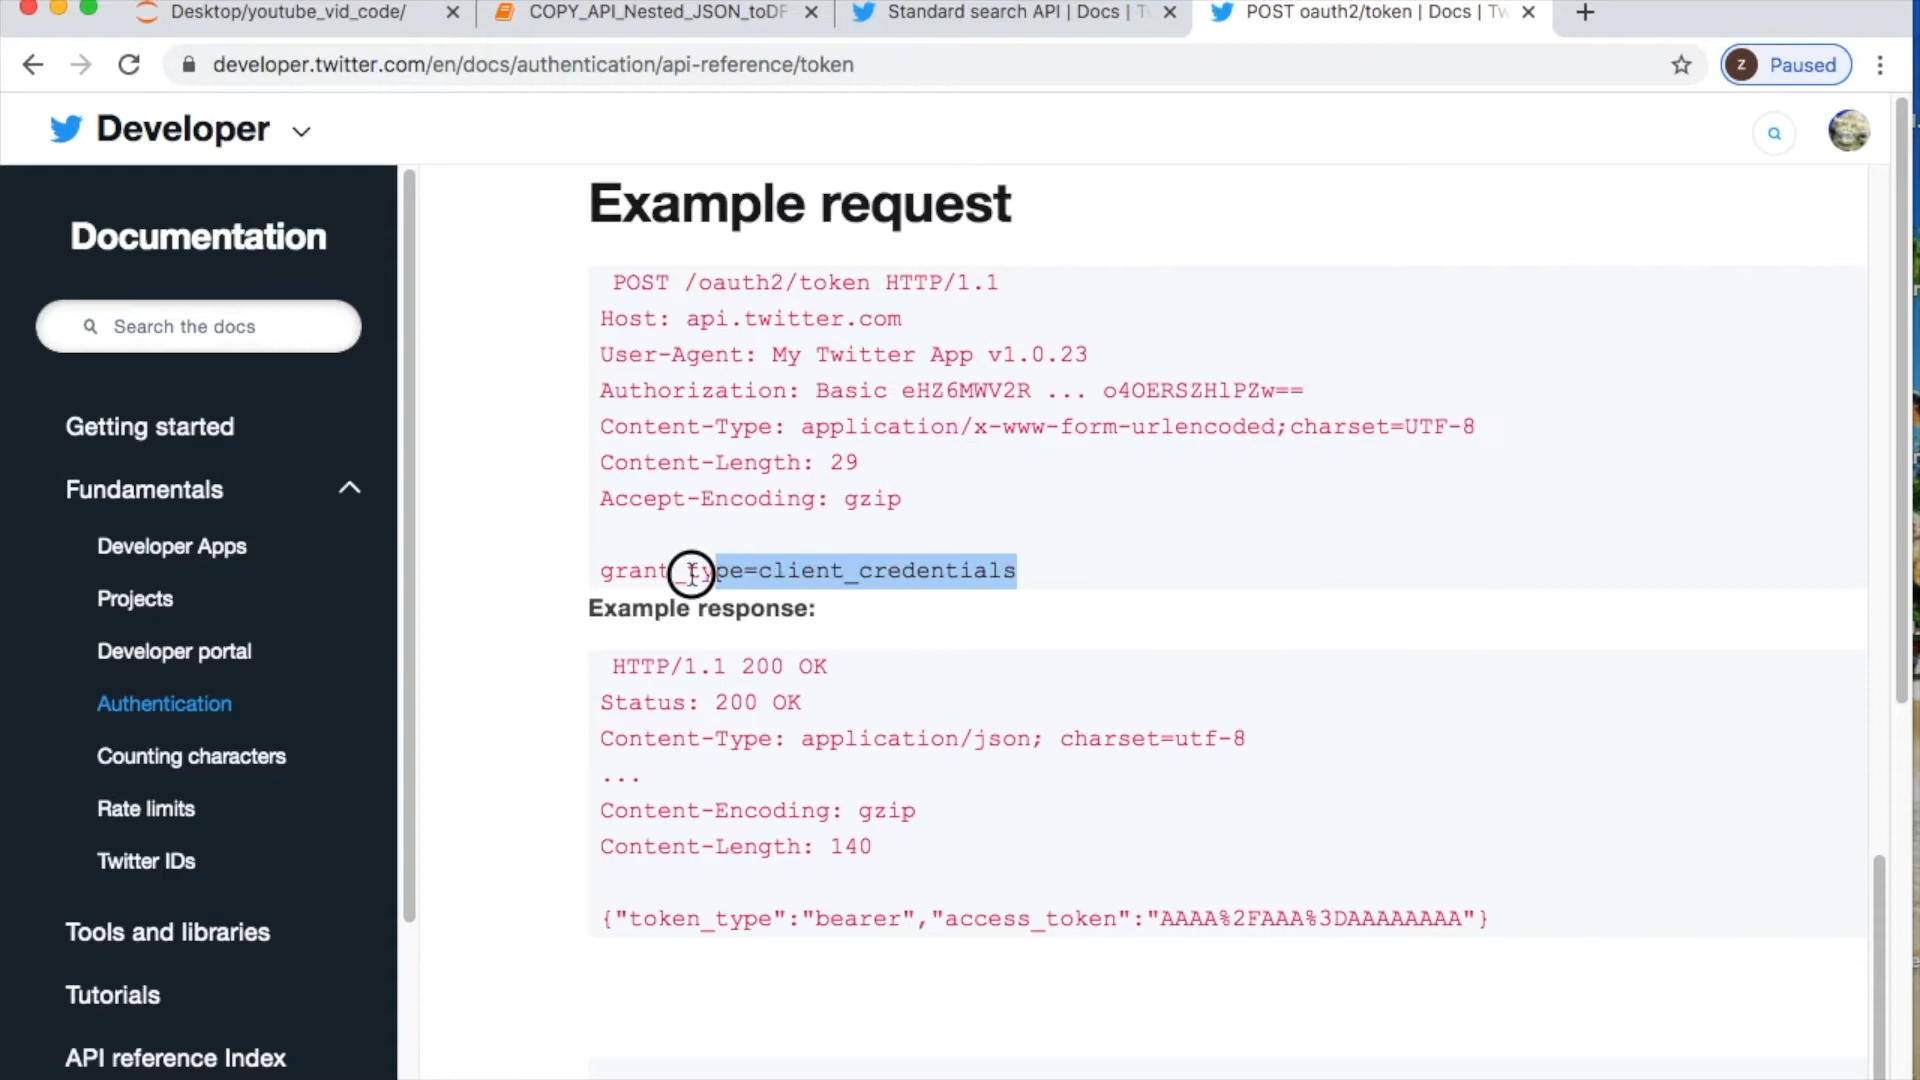 Desktop/youtube_vid_code/
COPY_API_Nested_JSON_toDF
Standard search API | Docs |
POST oauth2/token | Docs | Tw
developer.twitter.com/en/docs/authentication/api-reference/token
Z
Paused
Developer
Documentation
Search the docs
Getting started
Fundamentals
Developer Apps
Projects
Developer portal
Authentication
Counting characters
Rate limits
Twitter IDs
Tools and libraries
Tutorials
API reference Index
Example request
POST /oauth2/token HTTP/1.1
Host: api.twitter.com
User-Agent: My Twitter App v1.0.23
Authorization: Basic eHZ6MWV2R ... o4OERSZHlPZw==
Content-Type: application/x-www-form-urlencoded;charset=UTF-8
Content-Length: 29
Accept-Encoding: gzip
grant_type=client_credentials
Example response:
HTTP/1.1 200 OK
Status: 200 OK
Content-Type: application/json; charset=utf-8
...
Content-Encoding: gzip
Content-Length: 140
{"token_type":"bearer","access_token":"AAAA%2FAAA%3DAAAAAAAA"}